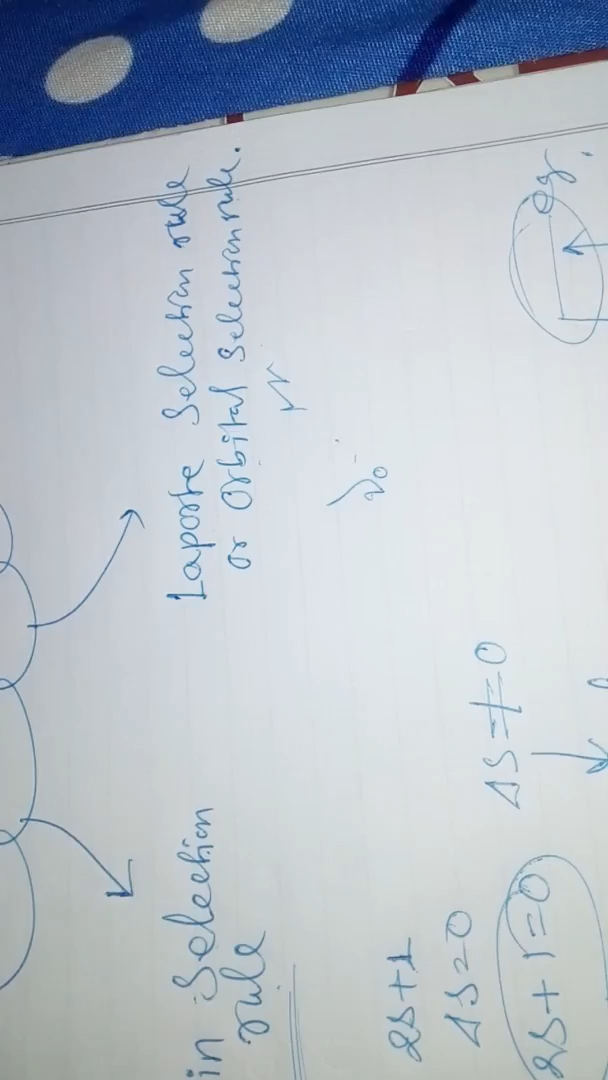 in Selection
rule
Laporte Selection rule
or Orbital Selection rule.
2S+1
ΔS=0
2S+1=0
ΔS≠0
eg.